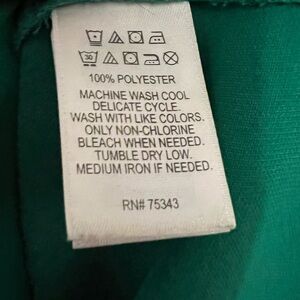 30
100% POLYESTER
MACHINE WASH COOL
DELICATE CYCLE.
WASH WITH LIKE COLORS.
ONLY NON-CHLORINE
BLEACH WHEN NEEDED.
TUMBLE DRY LOW.
MEDIUM IRON IF NEEDED.
RN# 75343